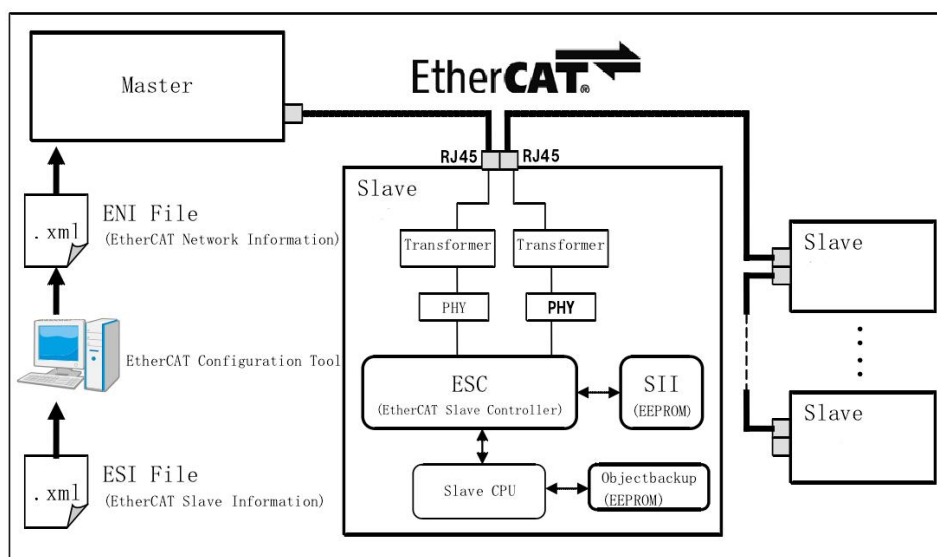 Master
EtherCAT®
RJ45
RJ45
Slave
ENI File
(EtherCAT Network Information)
.xml
Transformer
Transformer
PHY
PHY
Slave
EtherCAT Configuration Tool
ESC
(EtherCAT Slave Controller)
SII
(EEPROM)
Slave
ESI File
(EtherCAT Slave Information)
.xml
Slave CPU
Objectbackup
(EEPROM)